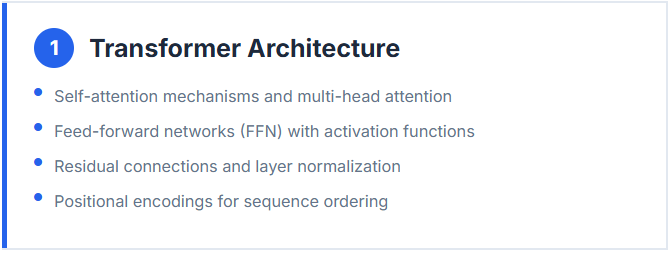 1 Transformer Architecture
Self-attention mechanisms and multi-head attention
Feed-forward networks (FFN) with activation functions
Residual connections and layer normalization
Positional encodings for sequence ordering